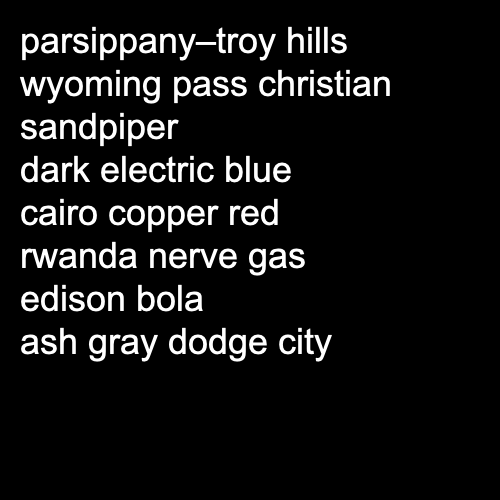 parsippany–troy hills
wyoming pass christian
sandpiper
dark electric blue
cairo copper red
rwanda nerve gas
edison bola
ash gray dodge city